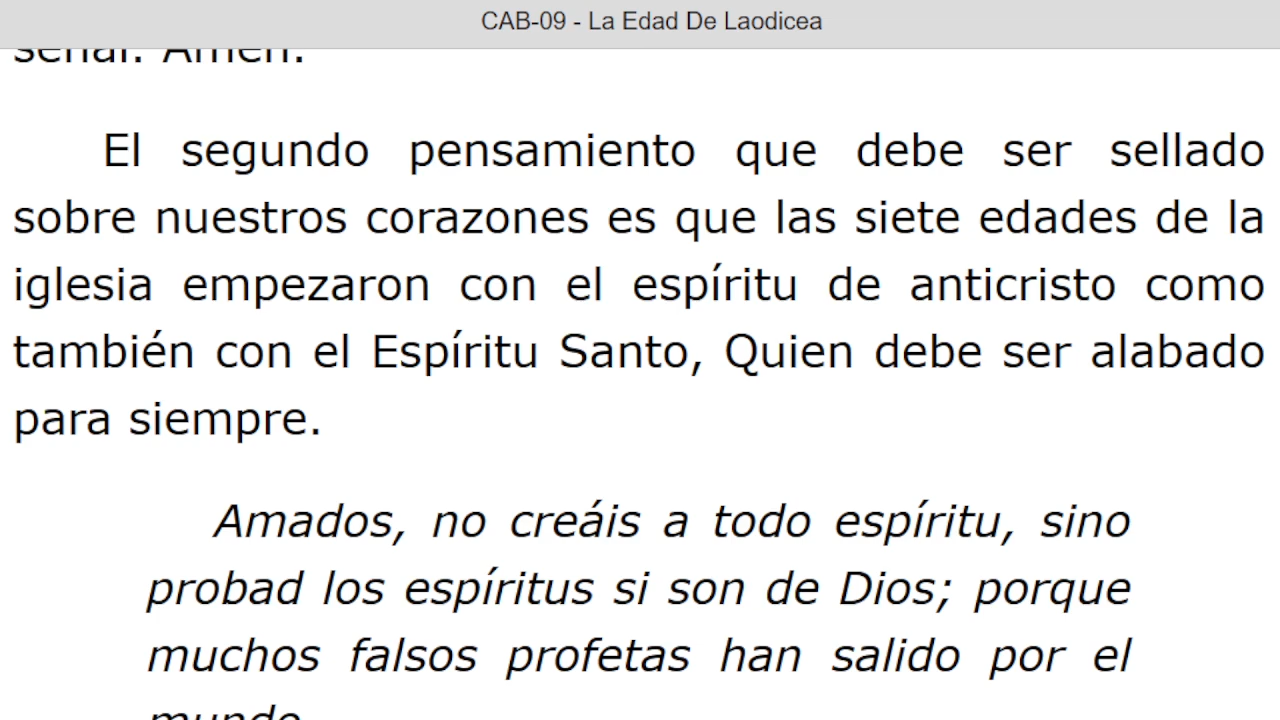 CAB-09 - La Edad De Laodicea
señal. Amén.
El segundo pensamiento que debe ser sellado
sobre nuestros corazones es que las siete edades de la
iglesia empezaron con el espíritu de anticristo como
también con el Espíritu Santo, Quien debe ser alabado
para siempre.
Amados, no creáis a todo espíritu, sino
probad los espíritus si son de Dios; porque
muchos falsos profetas han salido por el
mundo